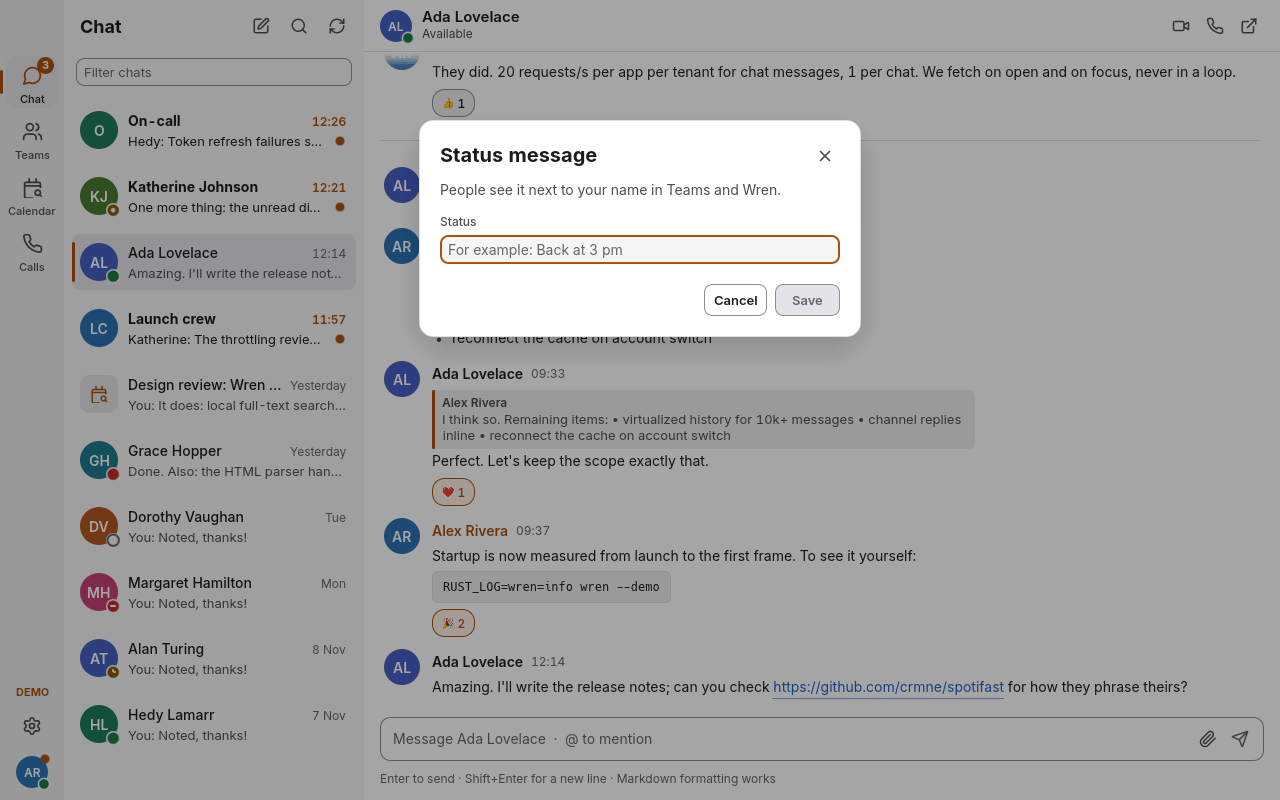 Chat
Filter chats
3
Chat
Teams
Calendar
Calls
DEMO
AR
O
On-call
12:26
Hedy: Token refresh failures s...
KJ
Katherine Johnson
12:21
One more thing: the unread di...
AL
Ada Lovelace
12:14
Amazing. I'll write the release not...
LC
Launch crew
11:57
Katherine: The throttling revie...
Design review: Wren ...
Yesterday
You: It does: local full-text search...
GH
Grace Hopper
Yesterday
Done. Also: the HTML parser han...
DV
Dorothy Vaughan
Tue
You: Noted, thanks!
MH
Margaret Hamilton
Mon
You: Noted, thanks!
AT
Alan Turing
8 Nov
You: Noted, thanks!
HL
Hedy Lamarr
7 Nov
You: Noted, thanks!
AL
Ada Lovelace
Available
They did. 20 requests/s per app per tenant for chat messages, 1 per chat. We fetch on open and on focus, never in a loop.
👍 1
AL
AR
Status message
People see it next to your name in Teams and Wren.
Status
For example: Back at 3 pm
Cancel
Save
• reconnect the cache on account switch
AL
Ada Lovelace 09:33
Alex Rivera
I think so. Remaining items: • virtualized history for 10k+ messages • channel replies
inline • reconnect the cache on account switch
Perfect. Let's keep the scope exactly that.
❤️ 1
AR
Alex Rivera 09:37
Startup is now measured from launch to the first frame. To see it yourself:
RUST_LOG=wren=info wren --demo
🎉 2
AL
Ada Lovelace 12:14
Amazing. I'll write the release notes; can you check https://github.com/crmne/spotifast for how they phrase theirs?
Message Ada Lovelace · @ to mention
Enter to send · Shift+Enter for a new line · Markdown formatting works